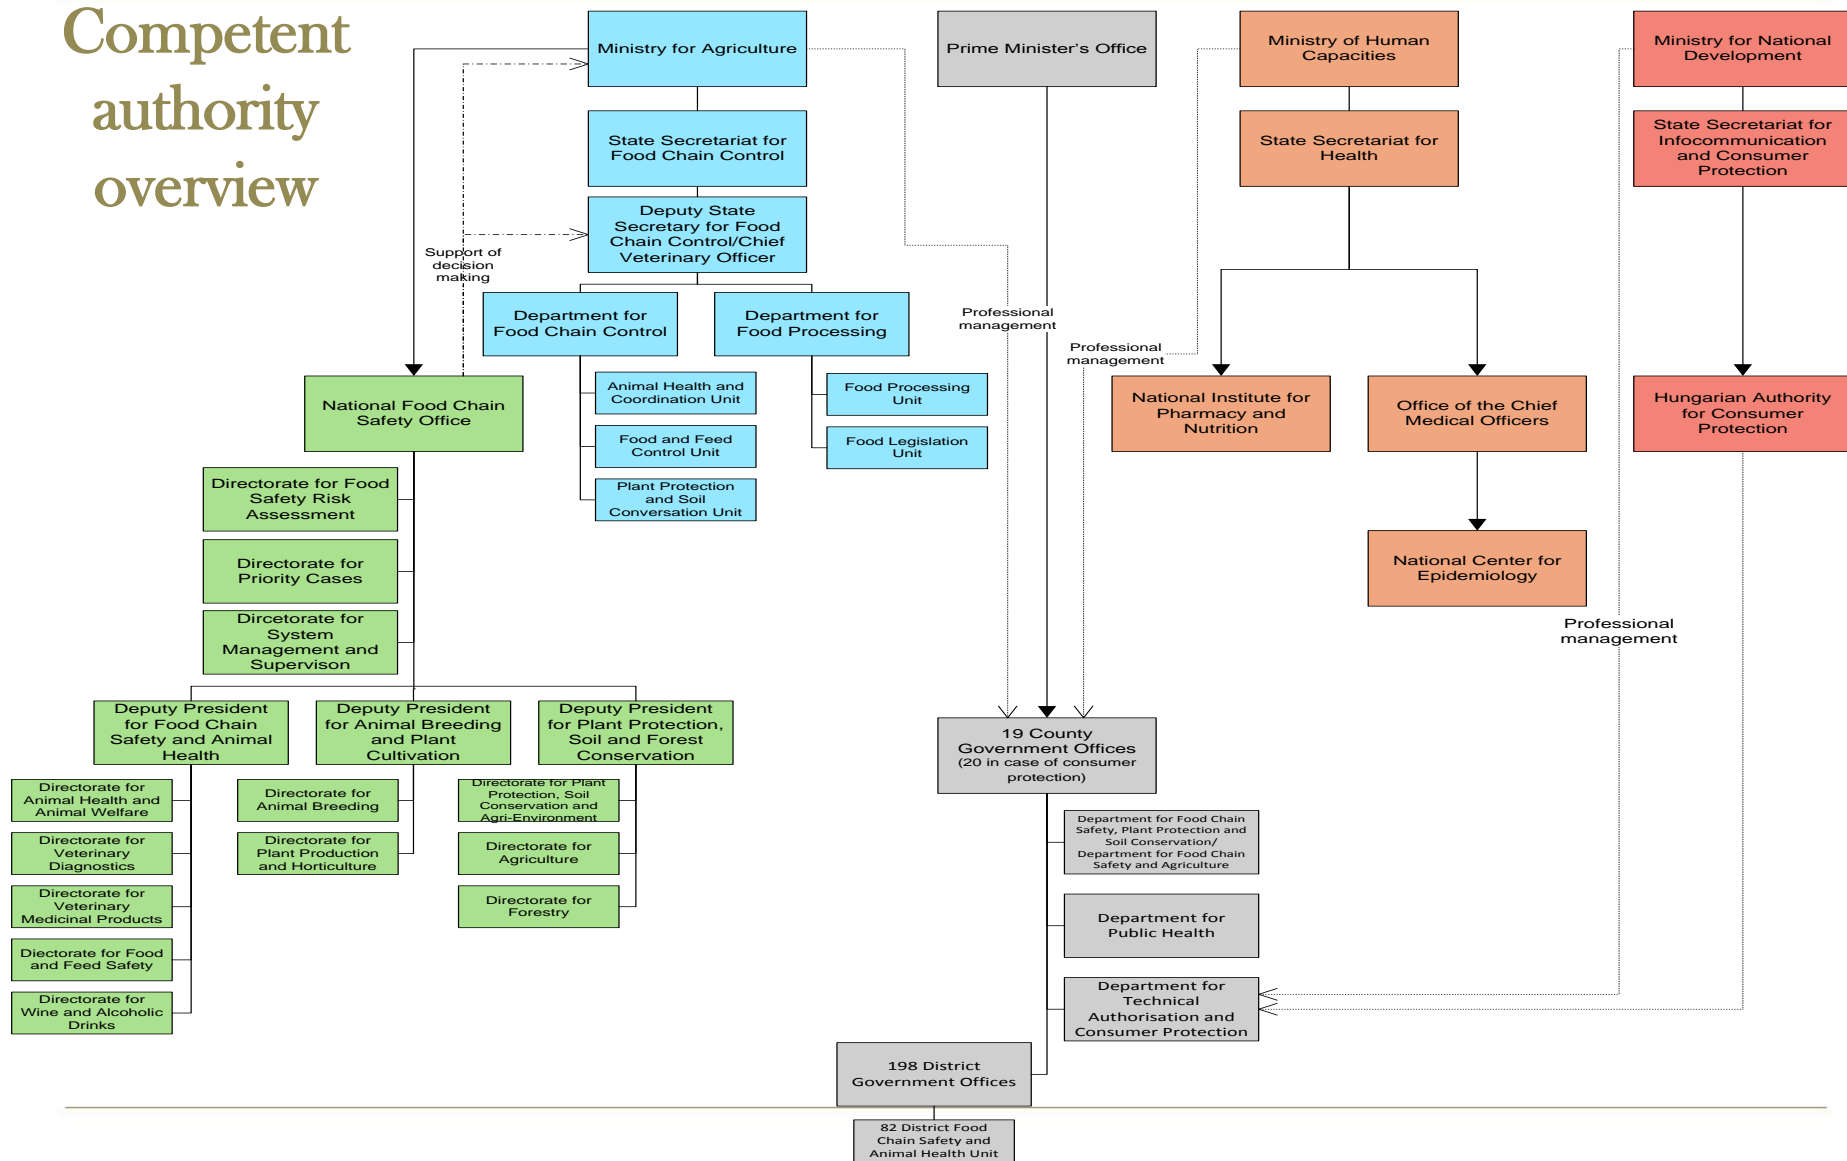 Competent
authority
overview
Ministry for Agriculture
Prime Minister's Office
Ministry of Human
Capacities
Ministry for National
Development
State Secretariat for
Food Chain Control
State Secretariat for
Health
State Secretariat for
Infocommunication
and Consumer
Protection
Deputy State
Secretary for Food
Chain Control/Chief
Veterinary Officer
Support of
decision
making
Department for
Food Chain Control
Department for
Food Processing
Professional
management
Professional
management
Animal Health and
Coordination Unit
Food Processing
Unit
Food and Feed
Control Unit
Food Legislation
Unit
Plant Protection
and Soil
Conversation Unit
National Food Chain
Safety Office
National Institute for
Pharmacy and
Nutrition
Office of the Chief
Medical Officers
Hungarian Authority
for Consumer
Protection
National Center for
Epidemiology
Professional
management
Directorate for Food
Safety Risk
Assessment
Directorate for
Priority Cases
Dircetorate for
System
Management and
Supervison
Deputy President
for Food Chain
Safety and Animal
Health
Deputy President
for Animal Breeding
and Plant
Cultivation
Deputy President
for Plant Protection,
Soil and Forest
Conservation
Directorate for
Animal Health and
Animal Welfare
Directorate for
Veterinary
Diagnostics
Directorate for
Veterinary
Medicinal Products
Diectorate for Food
and Feed Safety
Directorate for
Wine and Alcoholic
Drinks
Directorate for
Animal Breeding
Directorate for
Plant Production
and Horticulture
Directorate for Plant
Protection, Soil
Conservation and
Agri-Environment
Directorate for
Agriculture
Directorate for
Forestry
19 County
Government Offices
(20 in case of consumer
protection)
Department for Food Chain
Safety, Plant Protection and
Soil Conservation/
Department for Food Chain
Safety and Agriculture
Department for
Public Health
Department for
Technical
Authorisation and
Consumer Protection
198 District
Government Offices
82 District Food
Chain Safety and
Animal Health Unit